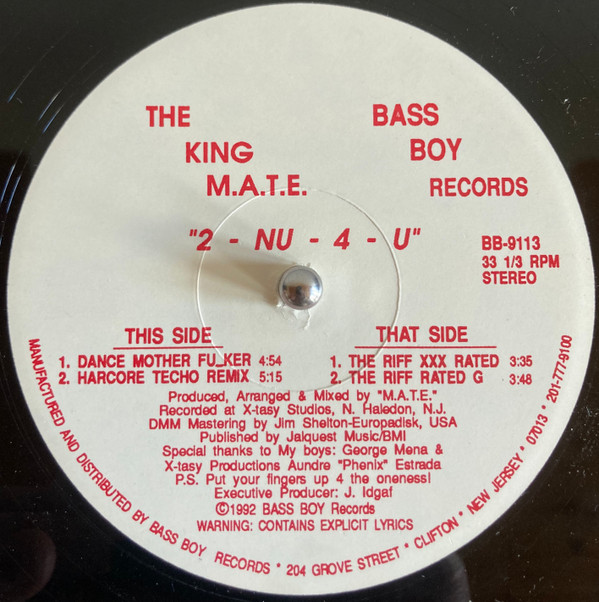 THE KING M.A.T.E.
BASS BOY RECORDS
"2 - NU - 4 - U"
BB-9113
33 1/3 RPM
STEREO
THIS SIDE
1. DANCE MOTHER FU_KER 4:54
2. HARCORE TECHO REMIX 5:15
THAT SIDE
1. THE RIFF XXX RATED 3:35
2. THE RIFF RATED G 3:48
Produced, Arranged & Mixed by "M.A.T.E."
Recorded at X-tasy Studios, N. Haledon, N.J.
DMM Mastering by Jim Shelton-Europadisk, USA
Published by Jalquest Music/BMI
Special thanks to My boys: George Mena &
X-tasy Productions Aundre "Phenix" Estrada
P.S. Put your fingers up 4 the oneness!
Executive Producer: J. Idgaf
©1992 BASS BOY Records
WARNING: CONTAINS EXPLICIT LYRICS
MANUFACTURED AND DISTRIBUTED BY BASS BOY RECORDS * 204 GROVE STREET * CLIFTON * NEW JERSEY * 07013 * 201-777-9100